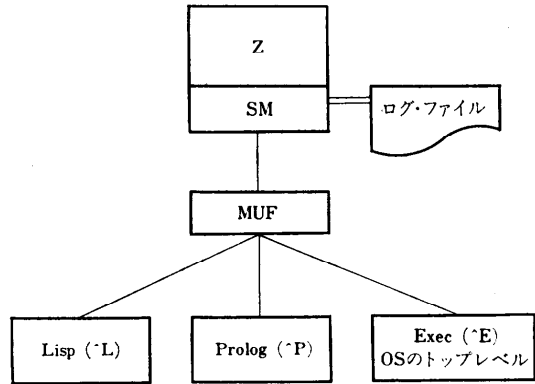 Z
SM
ログ・ファイル
MUF
Lisp (^L)
Prolog (^P)
Exec (^E)
OSのトップレベル